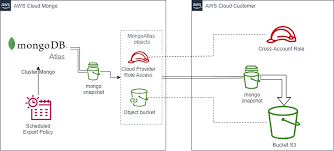 AWS Cloud Mongo
mongoDB.
Atlas
Cluster Mongo
Scheduled
Export Policy
mongo
snapshot
MongoAtlas
objects
Cloud Provider
Role Access
Object bucket
AWS Cloud Customer
Cross-Account
Role
mongo
snapshot
Bucket S3